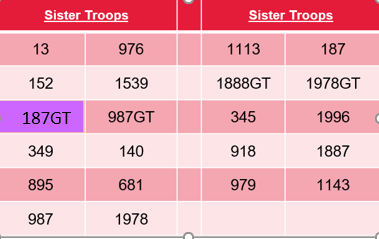 Sister Troops Sister Troops
13 976 1113 187
152 1539 1888GT 1978GT
187GT 987GT 345 1996
349 140 918 1887
895 681 979 1143
987 1978